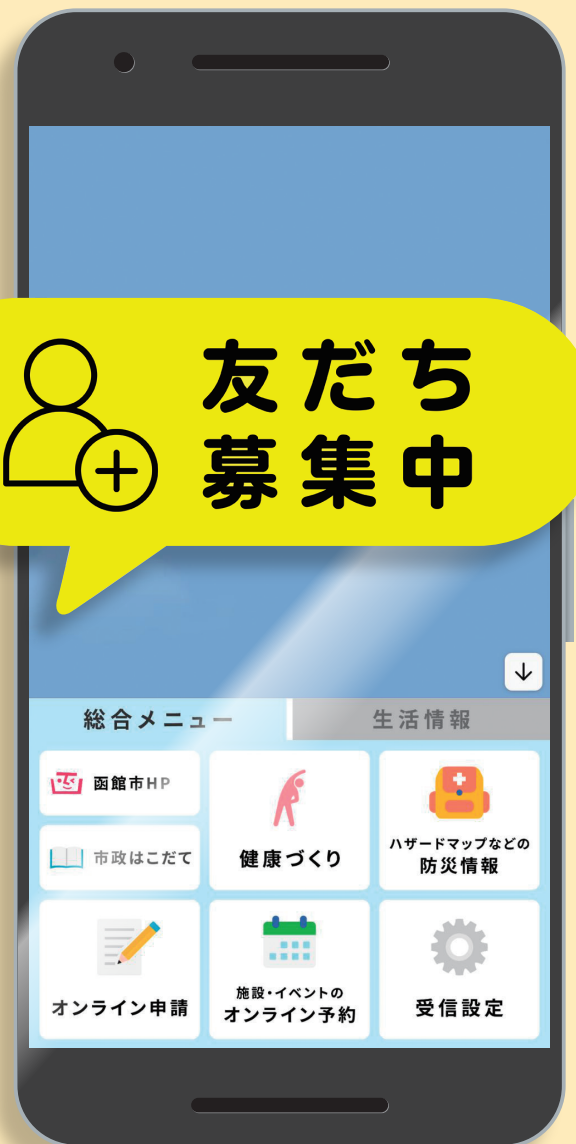 友だち
募集中
総合メニュー
生活情報
函館市HP
市政はこだて
健康づくり
ハザードマップなどの
防災情報
オンライン申請
施設・イベントの
オンライン予約
受信設定